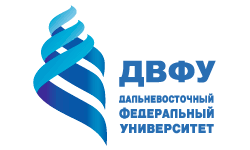 ДВФУ
ДАЛЬНЕВОСТОЧНЫЙ
ФЕДЕРАЛЬНЫЙ
УНИВЕРСИТЕТ